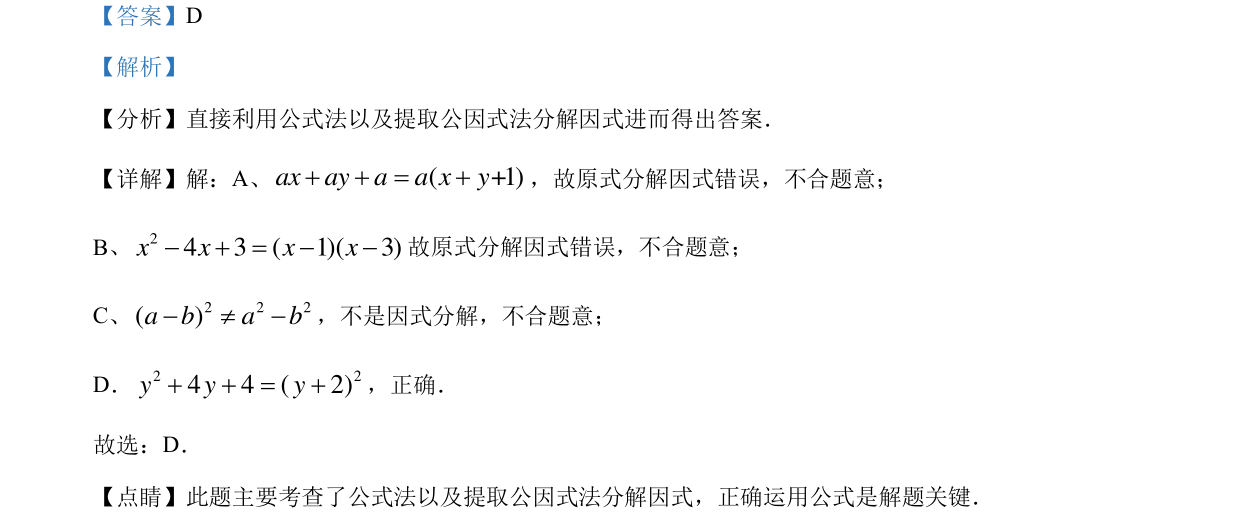 【答案】D
【解析】
【分析】直接利用公式法以及提取公因式法分解因式进而得出答案．
【详解】解：A、ax+ay+a=a(x+y+1)，故原式分解因式错误，不合题意；
B、x²−4x+3=(x−1)(x−3)故原式分解因式错误，不合题意；
C、(a−b)²≠a²−b²，不是因式分解，不合题意；
D．y²+4y+4=(y+2)²，正确．
故选：D．
【点睛】此题主要考查了公式法以及提取公因式法分解因式，正确运用公式是解题关键．